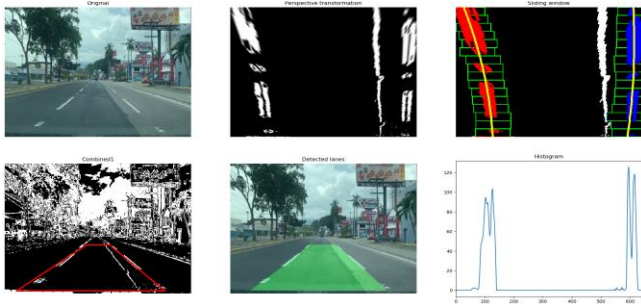 Original
Perspective transformation
Sliding window
Combined1
Detected lanes
Histogram
120
100
80
60
40
20
0
0 100 200 300 400 500 600